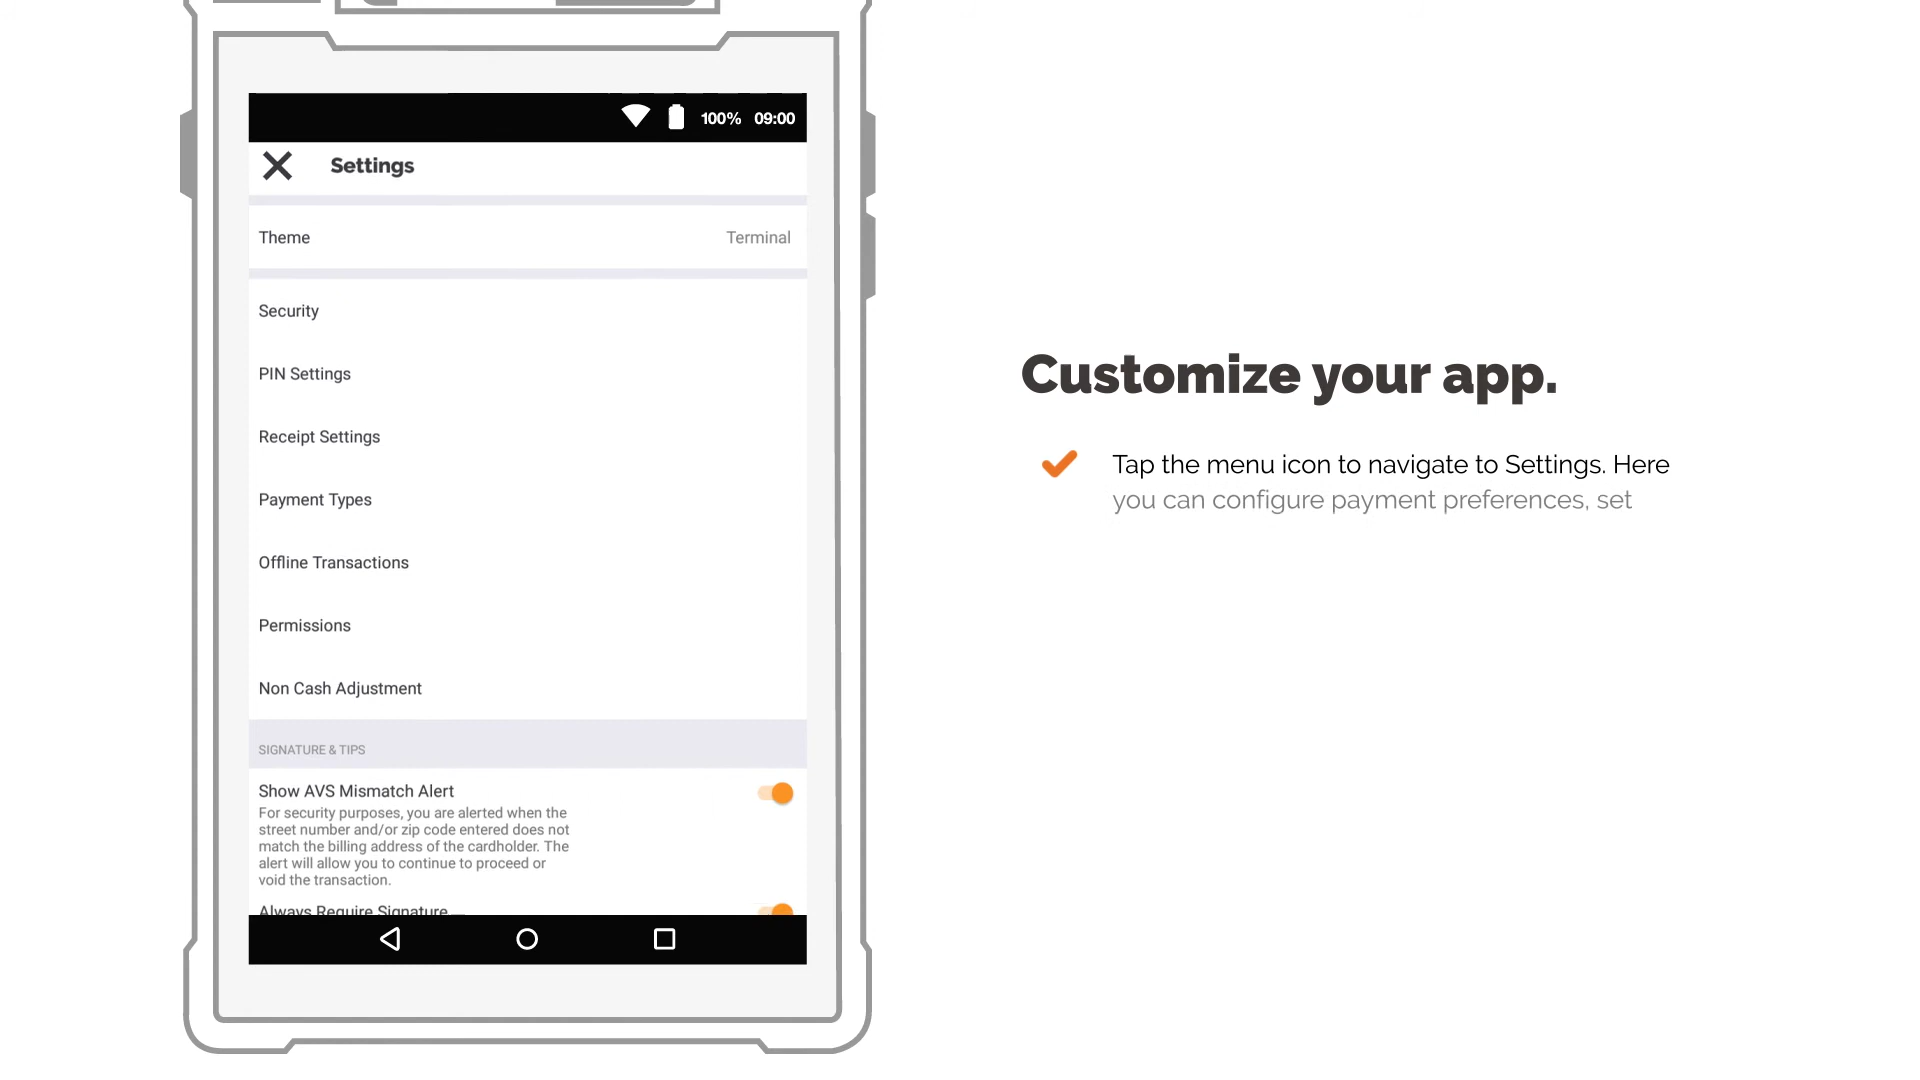 100% 09:00
Settings
Theme Terminal
Security
PIN Settings
Receipt Settings
Payment Types
Offline Transactions
Permissions
Non Cash Adjustment
SIGNATURE & TIPS
Show AVS Mismatch Alert
For security purposes, you are alerted when the
street number and/or zip code entered does not
match the billing address of the cardholder. The
alert will allow you to continue to proceed or
void the transaction.
Always Require Signature
Customize your app.
Tap the menu icon to navigate to Settings. Here
you can configure payment preferences, set